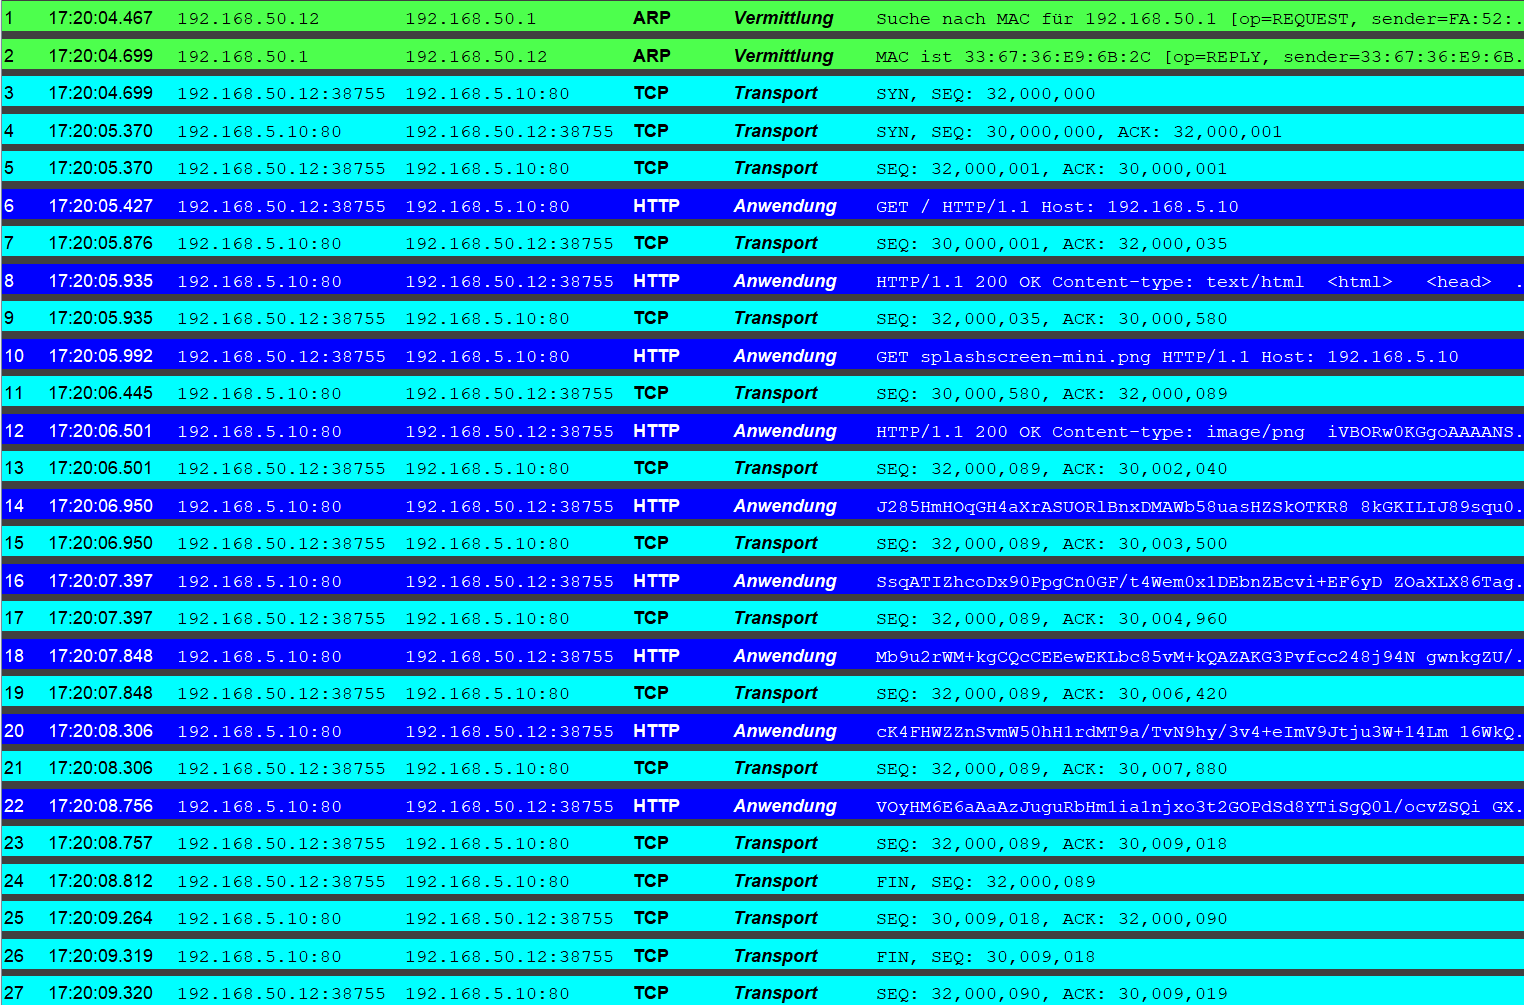 1 17:20:04.467 192.168.50.12 192.168.50.1 ARP Vermittlung Suche nach MAC für 192.168.50.1 [op=REQUEST, sender=FA:52:.
2 17:20:04.699 192.168.50.1 192.168.50.12 ARP Vermittlung MAC ist 33:67:36:E9:6B:2C [op=REPLY, sender=33:67:36:E9:6B.
3 17:20:04.699 192.168.50.12:38755 192.168.5.10:80 TCP Transport SYN, SEQ: 32,000,000
4 17:20:05.370 192.168.5.10:80 192.168.50.12:38755 TCP Transport SYN, SEQ: 30,000,000, ACK: 32,000,001
5 17:20:05.370 192.168.50.12:38755 192.168.5.10:80 TCP Transport SEQ: 32,000,001, ACK: 30,000,001
6 17:20:05.427 192.168.50.12:38755 192.168.5.10:80 HTTP Anwendung GET / HTTP/1.1 Host: 192.168.5.10
7 17:20:05.876 192.168.5.10:80 192.168.50.12:38755 TCP Transport SEQ: 30,000,001, ACK: 32,000,035
8 17:20:05.935 192.168.5.10:80 192.168.50.12:38755 HTTP Anwendung HTTP/1.1 200 OK Content-type: text/html <html> <head> .
9 17:20:05.935 192.168.50.12:38755 192.168.5.10:80 TCP Transport SEQ: 32,000,035, ACK: 30,000,580
10 17:20:05.992 192.168.50.12:38755 192.168.5.10:80 HTTP Anwendung GET splashscreen-mini.png HTTP/1.1 Host: 192.168.5.10
11 17:20:06.445 192.168.5.10:80 192.168.50.12:38755 TCP Transport SEQ: 30,000,580, ACK: 32,000,089
12 17:20:06.501 192.168.5.10:80 192.168.50.12:38755 HTTP Anwendung HTTP/1.1 200 OK Content-type: image/png iVBORw0KGgoAAAANS.
13 17:20:06.501 192.168.50.12:38755 192.168.5.10:80 TCP Transport SEQ: 32,000,089, ACK: 30,002,040
14 17:20:06.950 192.168.5.10:80 192.168.50.12:38755 HTTP Anwendung J285HmHOqGH4aXrASUORlBnxDMAWb58uasHZSkOTKR8 8kGKILIJ89squ0.
15 17:20:06.950 192.168.50.12:38755 192.168.5.10:80 TCP Transport SEQ: 32,000,089, ACK: 30,003,500
16 17:20:07.397 192.168.5.10:80 192.168.50.12:38755 HTTP Anwendung SsqATIZhcoDx90PpgCn0GF/t4Wem0x1DEbnZEcvi+EF6yD ZOaXLX86Tag.
17 17:20:07.397 192.168.50.12:38755 192.168.5.10:80 TCP Transport SEQ: 32,000,089, ACK: 30,004,960
18 17:20:07.848 192.168.5.10:80 192.168.50.12:38755 HTTP Anwendung Mb9u2rWM+kgCQcCEEewEKLbc85vM+kQAZAKG3Pvfcc248j94N gwnkgZU/.
19 17:20:07.848 192.168.50.12:38755 192.168.5.10:80 TCP Transport SEQ: 32,000,089, ACK: 30,006,420
20 17:20:08.306 192.168.5.10:80 192.168.50.12:38755 HTTP Anwendung cK4FHWZZnSvmW50hH1rdMT9a/TvN9hy/3v4+eImV9Jtju3W+14Lm 16WkQ.
21 17:20:08.306 192.168.50.12:38755 192.168.5.10:80 TCP Transport SEQ: 32,000,089, ACK: 30,007,880
22 17:20:08.756 192.168.5.10:80 192.168.50.12:38755 HTTP Anwendung VOyHM6E6aAaAzJuguRbHm1ia1njxo3t2GOPdSd8YTiSgQ0l/ocvZSQi GX.
23 17:20:08.757 192.168.50.12:38755 192.168.5.10:80 TCP Transport SEQ: 32,000,089, ACK: 30,009,018
24 17:20:08.812 192.168.50.12:38755 192.168.5.10:80 TCP Transport FIN, SEQ: 32,000,089
25 17:20:09.264 192.168.5.10:80 192.168.50.12:38755 TCP Transport SEQ: 30,009,018, ACK: 32,000,090
26 17:20:09.319 192.168.5.10:80 192.168.50.12:38755 TCP Transport FIN, SEQ: 30,009,018
27 17:20:09.320 192.168.50.12:38755 192.168.5.10:80 TCP Transport SEQ: 32,000,090, ACK: 30,009,019